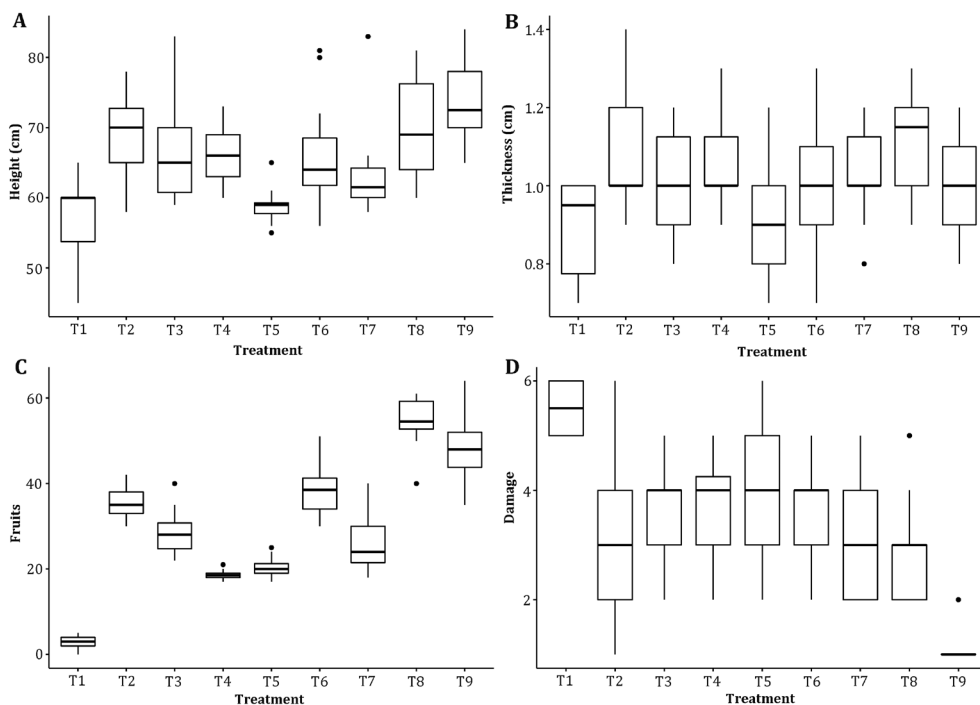 A
B
Height (cm)
80
70
60
50
T1 T2 T3 T4 T5 T6 T7 T8 T9
Treatment
Thickness (cm)
1.4
1.2
1.0
0.8
T1 T2 T3 T4 T5 T6 T7 T8 T9
Treatment
C
D
Fruits
60
40
20
0
T1 T2 T3 T4 T5 T6 T7 T8 T9
Treatment
Damage
6
4
2
T1 T2 T3 T4 T5 T6 T7 T8 T9
Treatment